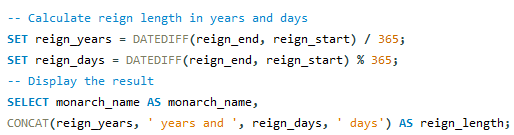 -- Calculate reign length in years and days
SET reign_years = DATEDIFF(reign_end, reign_start) / 365;
SET reign_days = DATEDIFF(reign_end, reign_start) % 365;
-- Display the result
SELECT monarch_name AS monarch_name,
CONCAT(reign_years, ' years and ', reign_days, ' days') AS reign_length;